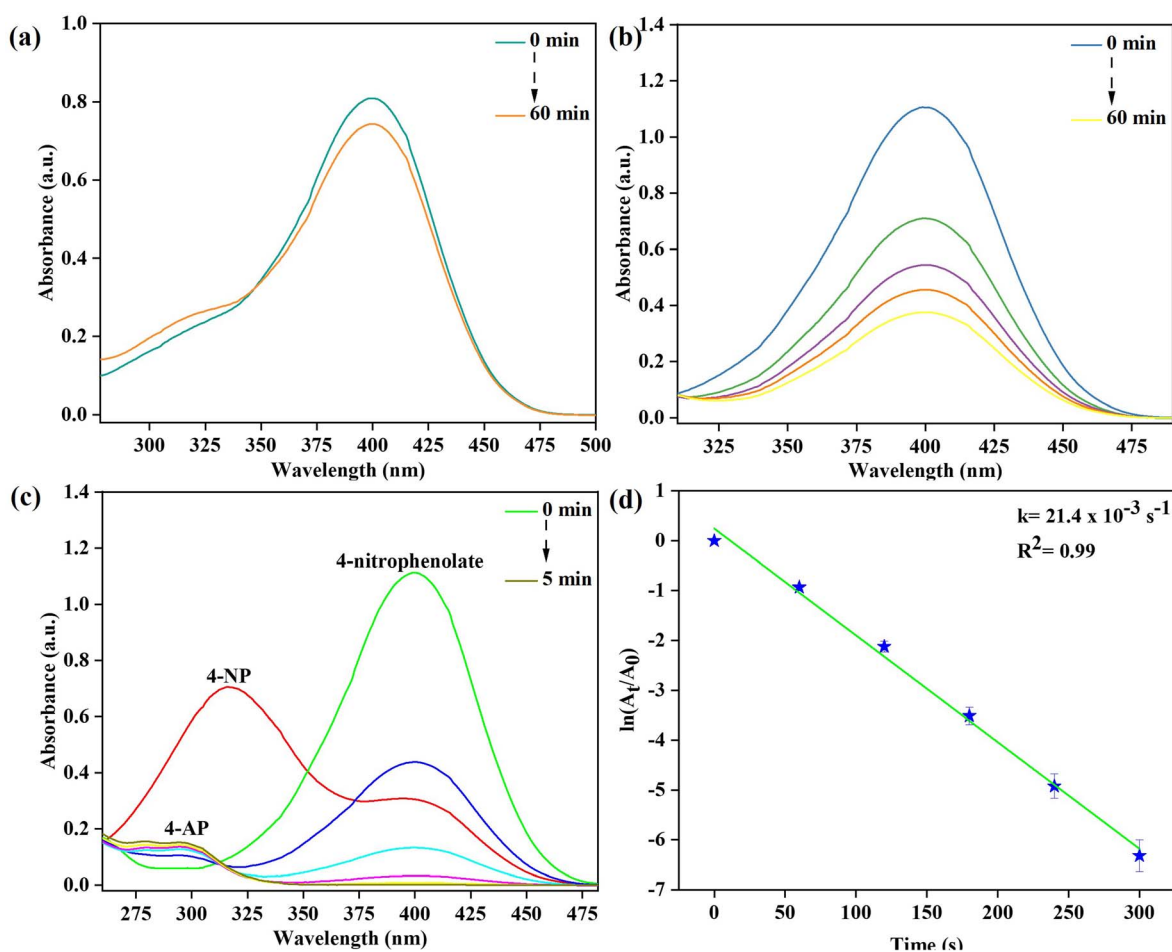 (a)
0 min
60 min
1.0
0.8
0.6
0.4
0.2
0.0
Absorbance (a.u.)
300 325 350 375 400 425 450 475 500
Wavelength (nm)
(b)
0 min
60 min
1.4
1.2
1.0
0.8
0.6
0.4
0.2
0.0
Absorbance (a.u.)
325 350 375 400 425 450 475
Wavelength (nm)
(c)
0 min
5 min
4-nitrophenolate
4-NP
4-AP
1.4
1.2
1.0
0.8
0.6
0.4
0.2
0.0
Absorbance (a.u.)
275 300 325 350 375 400 425 450 475
Wavelength (nm)
(d)
k= 21.4 x 10⁻³ s⁻¹
R²= 0.99
1
0
-1
-2
-3
-4
-5
-6
-7
ln(Aₜ/A₀)
0 50 100 150 200 250 300
Time (s)